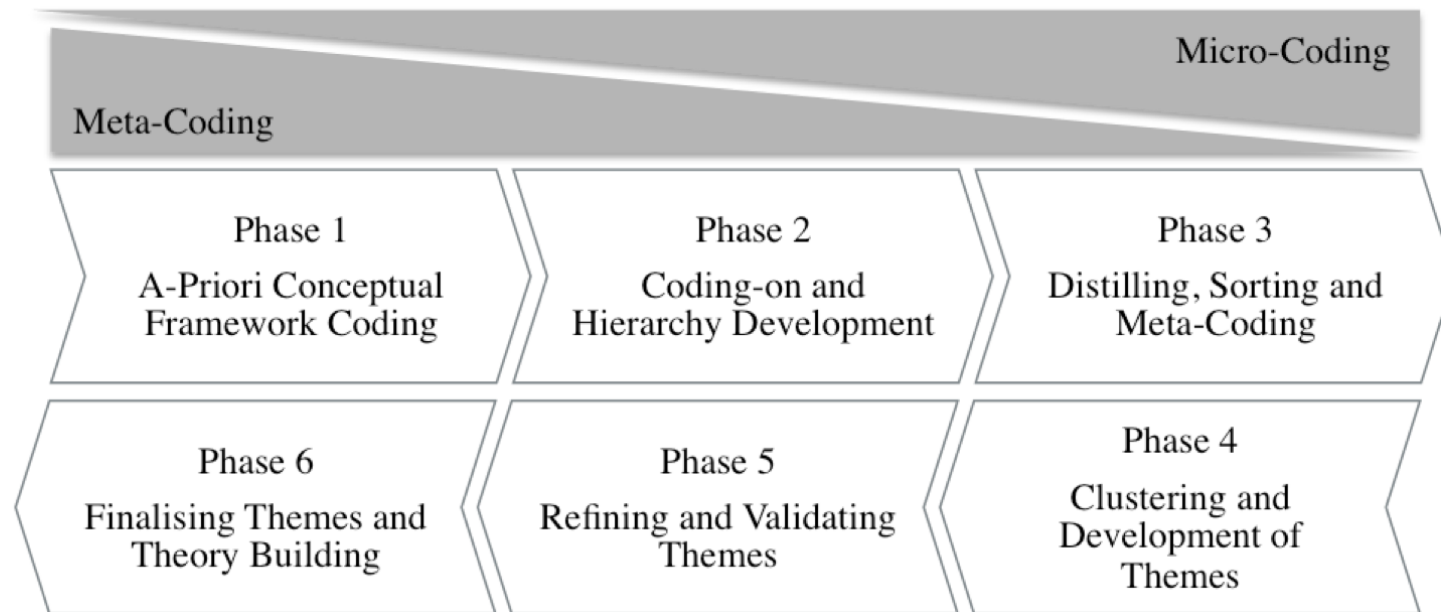 Micro-Coding
Meta-Coding
Phase 1
A-Priori Conceptual
Framework Coding
Phase 2
Coding-on and
Hierarchy Development
Phase 3
Distilling, Sorting and
Meta-Coding
Phase 6
Finalising Themes and
Theory Building
Phase 5
Refining and Validating
Themes
Phase 4
Clustering and
Development of
Themes